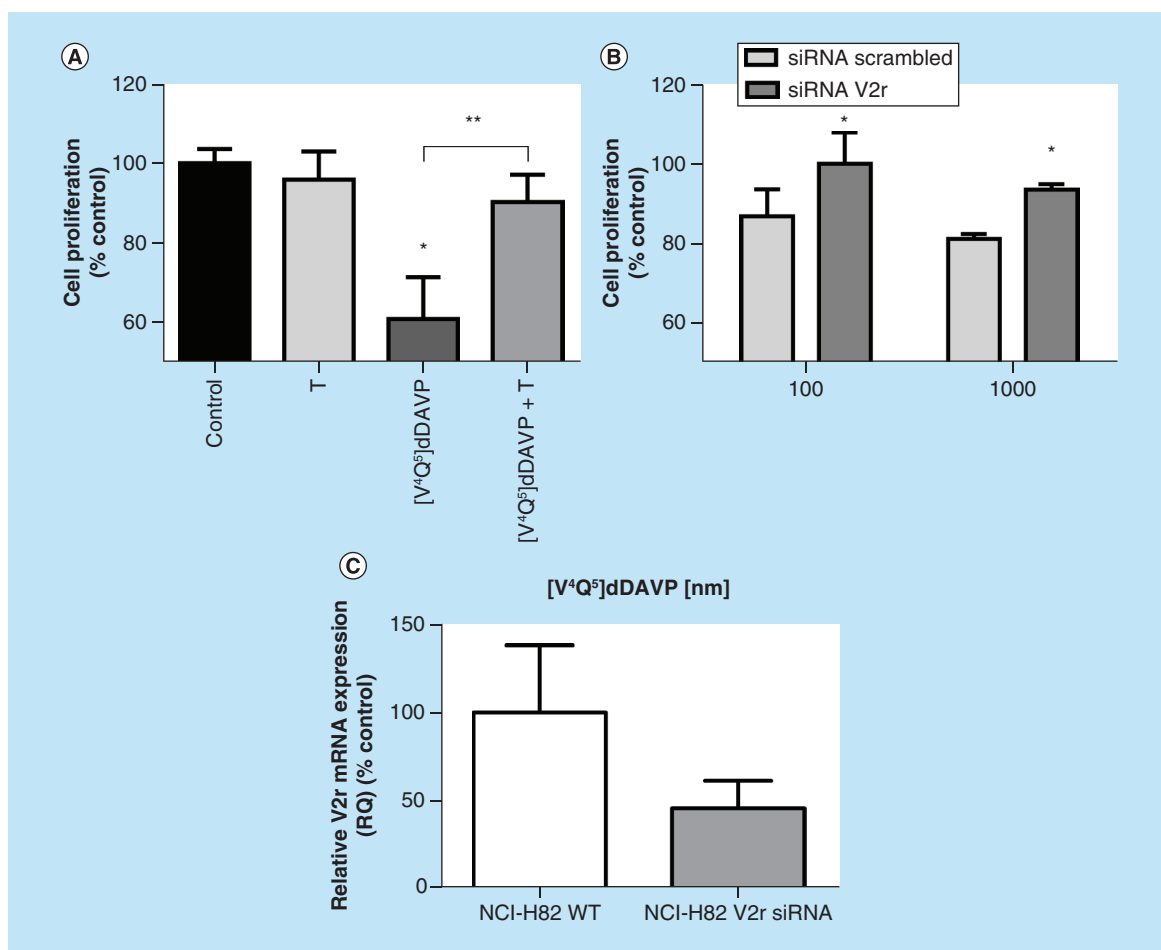 A
Cell proliferation
(% control)
120
100
80
60
*
**
Control
T
[V⁴Q⁵]dDAVP
[V⁴Q⁵]dDAVP + T
B
siRNA scrambled
siRNA V2r
Cell proliferation
(% control)
120
100
80
60
*
*
100
1000
C
[V⁴Q⁵]dDAVP [nm]
Relative V2r mRNA expression
(RQ) (% control)
150
100
50
0
NCI-H82 WT
NCI-H82 V2r siRNA